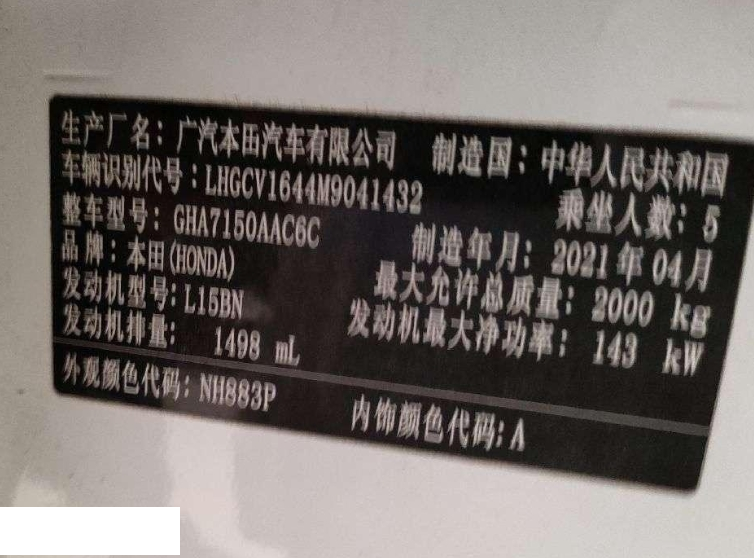 生产厂名：广汽本田汽车有限公司 制造国：中华人民共和国
车辆识别代号：LHGCV1644M9041432 乘坐人数：5
整车型号：GHA7150AAC6C 制造年月：2021年04月
品牌：本田(HONDA) 最大允许总质量：2000 kg
发动机型号：L15BN 发动机最大净功率：143 kW
发动机排量：1498 mL
外观颜色代码：NH883P 内饰颜色代码：A